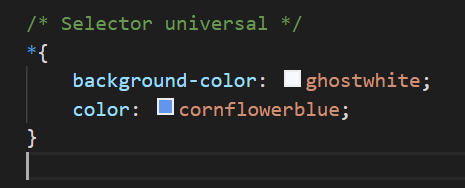 /* Selector universal */
*{
    background-color: ghostwhite;
    color: cornflowerblue;
}